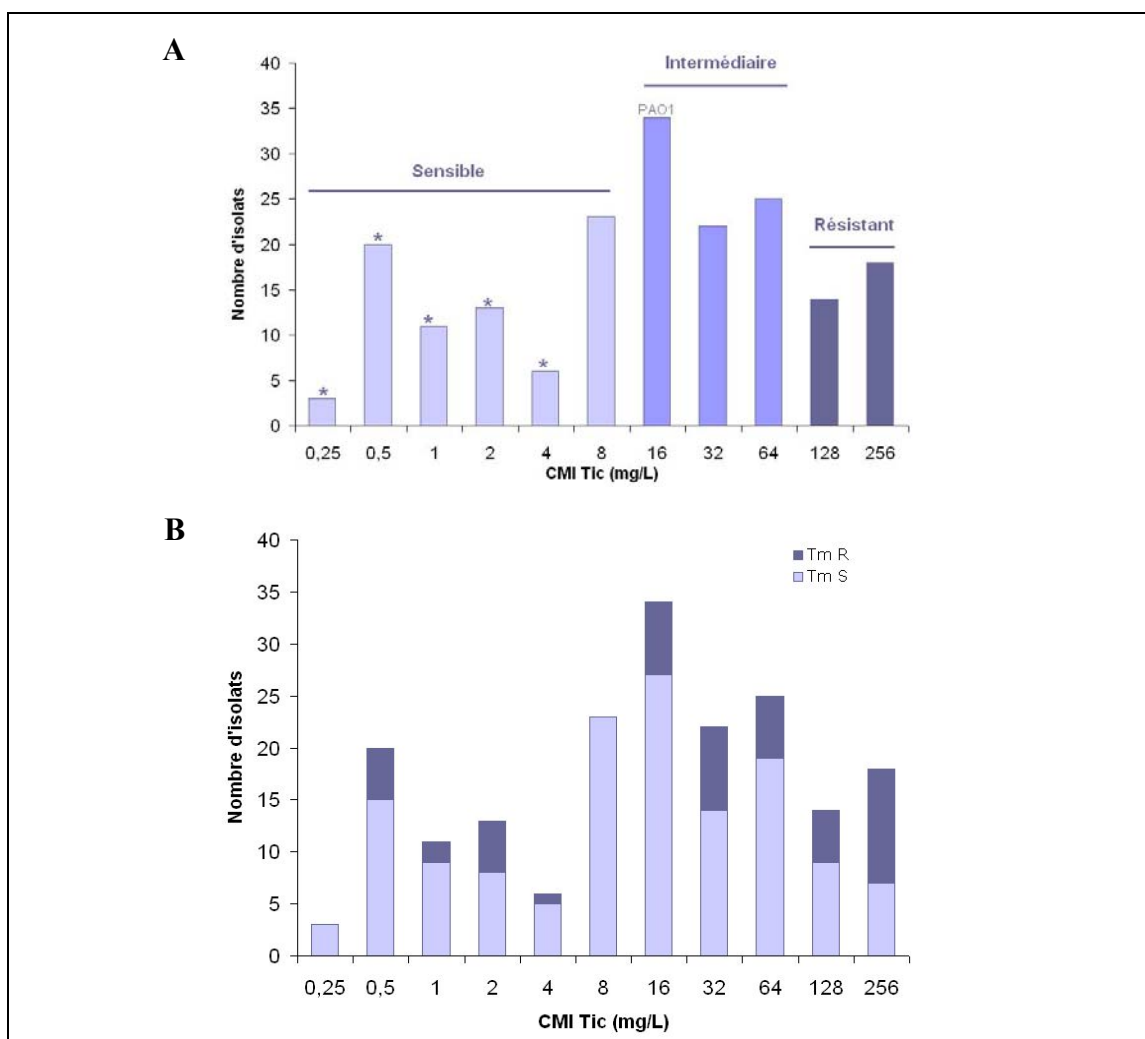 A
Intermédiaire
PAO1
Sensible
Résistant
Nombre d'isolats
40
35
30
25
20
15
10
5
0
* * * * *
0,25 0,5 1 2 4 8 16 32 64 128 256
CMI Tic (mg/L)
B
Tm R
Tm S
Nombre d'isolats
40
35
30
25
20
15
10
5
0
0,25 0,5 1 2 4 8 16 32 64 128 256
CMI Tic (mg/L)